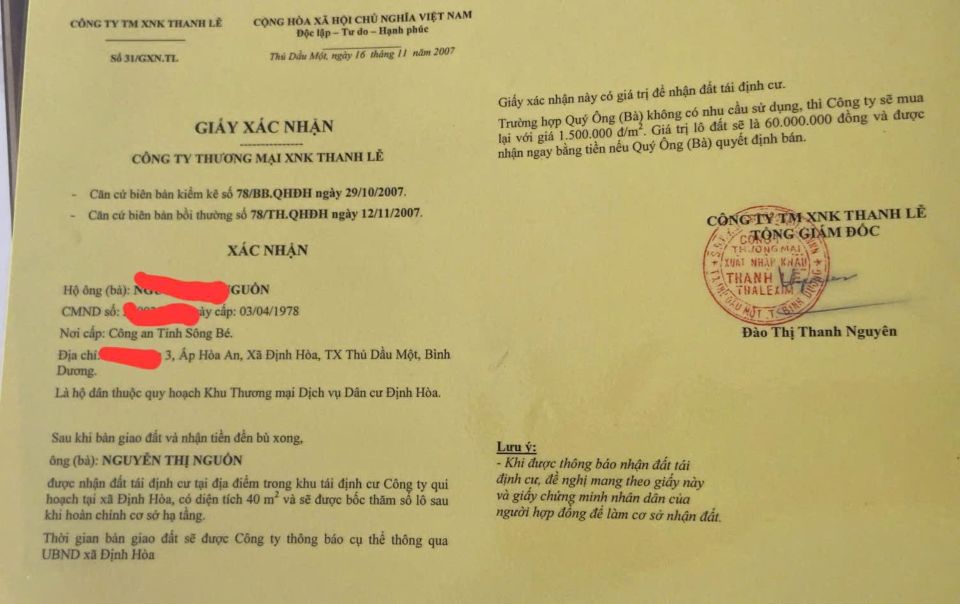 CÔNG TY TM XNK THANH LỄ
Số 31/GXN.TL
CỘNG HÒA XÃ HỘI CHỦ NGHĨA VIỆT NAM
Độc lập – Tư do – Hạnh phúc
Thủ Dầu Một, ngày 16 tháng 11 năm 2007
GIẤY XÁC NHẬN
CÔNG TY THƯƠNG MẠI XNK THANH LỄ
- Căn cứ biên bản kiểm kê số 78/BB.QHĐH ngày 29/10/2007.
- Căn cứ biên bản bồi thường số 78/TH.QHĐH ngày 12/11/2007.
XÁC NHẬN
Hộ ông (bà): NGUÔN
CMND số: cấp: 03/04/1978
Nơi cấp: Công an Tỉnh Sông Bé.
Địa chỉ: 3, Ấp Hòa An, Xã Định Hòa, TX Thủ Dầu Một, Bình
Dương.
Là hộ dân thuộc quy hoạch Khu Thương mại Dịch vụ Dân cư Định Hòa.
Sau khi bàn giao đất và nhận tiền đền bù xong,
ông (bà): NGUYỄN THỊ NGUÔN
được nhận đất tái định cư tại địa điểm trong khu tái định cư Công ty qui
hoạch tại xã Định Hòa, có diện tích 40 m² và sẽ được bốc thăm số lô sau
khi hoàn chỉnh cơ sở hạ tầng.
Thời gian bàn giao đất sẽ được Công ty thông báo cụ thể thông qua
UBND xã Định Hòa
Giấy xác nhận này có giá trị để nhận đất tái định cư.
Trường hợp Quý Ông (Bà) không có nhu cầu sử dụng, thì Công ty sẽ mua
lại với giá 1.500.000 đ/m². Giá trị lô đất sẽ là 60.000.000 đồng và được
nhận ngay bằng tiền nếu Quý Ông (Bà) quyết định bán.
CÔNG TY TM XNK THANH LỄ
TỔNG GIÁM ĐỐC
CÔNG TY
THƯƠNG MẠI
XUẤT NHẬP KHẨU
THANH LỄ
THALEXIM
Đào Thị Thanh Nguyên
Lưu ý:
- Khi được thông báo nhận đất tái
định cư, đề nghị mang theo giấy này
và giấy chứng minh nhân dân của
người hợp đồng để làm cơ sở nhận đất.